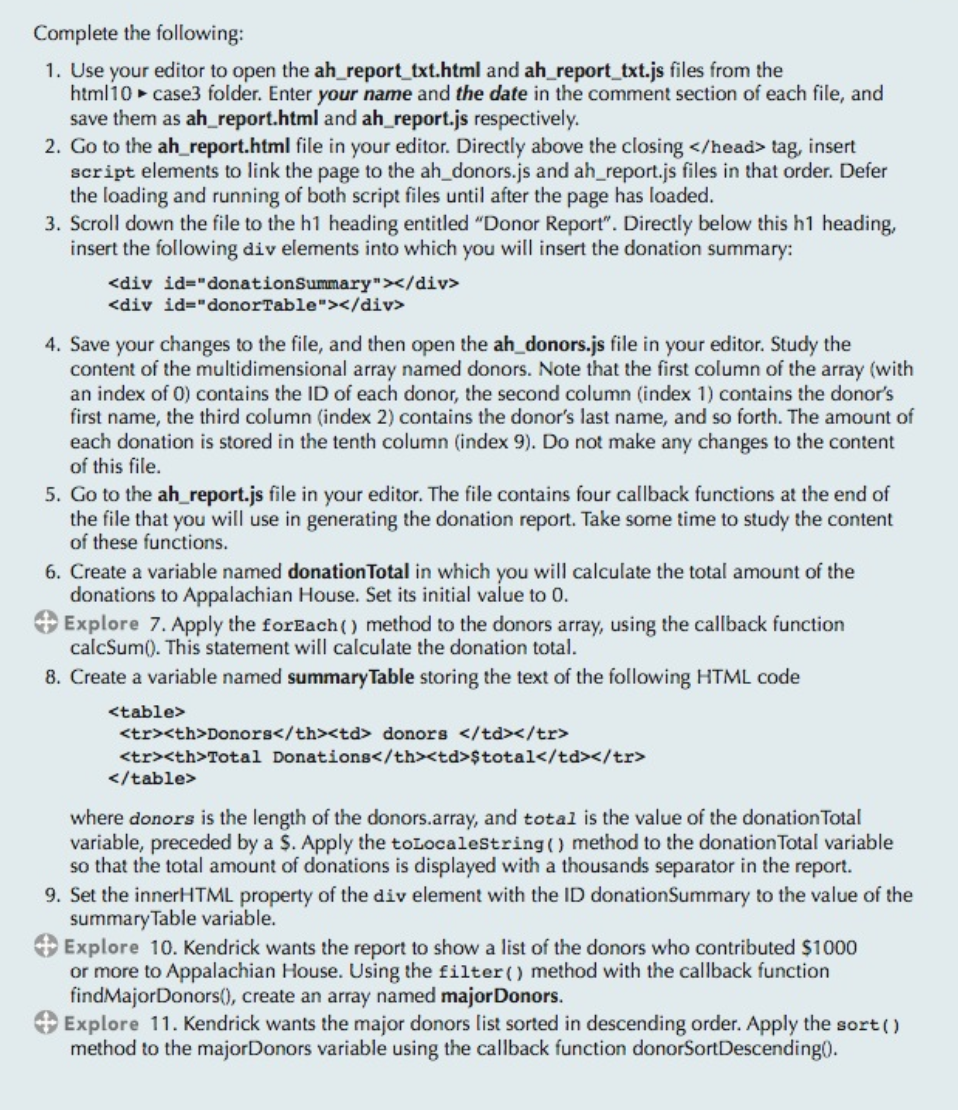 Complete the following:
1. Use your editor to open the ah_report_txt.html and ah_report_txt.js files from the
html10 ▸ case3 folder. Enter your name and the date in the comment section of each file, and
save them as ah_report.html and ah_report.js respectively.
2. Go to the ah_report.html file in your editor. Directly above the closing </head> tag, insert
script elements to link the page to the ah_donors.js and ah_report.js files in that order. Defer
the loading and running of both script files until after the page has loaded.
3. Scroll down the file to the h1 heading entitled "Donor Report". Directly below this h1 heading,
insert the following div elements into which you will insert the donation summary:
<div id="donationSummary"></div>
<div id="donorTable"></div>
4. Save your changes to the file, and then open the ah_donors.js file in your editor. Study the
content of the multidimensional array named donors. Note that the first column of the array (with
an index of 0) contains the ID of each donor, the second column (index 1) contains the donor's
first name, the third column (index 2) contains the donor's last name, and so forth. The amount of
each donation is stored in the tenth column (index 9). Do not make any changes to the content
of this file.
5. Go to the ah_report.js file in your editor. The file contains four callback functions at the end of
the file that you will use in generating the donation report. Take some time to study the content
of these functions.
6. Create a variable named donationTotal in which you will calculate the total amount of the
donations to Appalachian House. Set its initial value to 0.
Explore 7. Apply the forEach() method to the donors array, using the callback function
calcSum(). This statement will calculate the donation total.
8. Create a variable named summaryTable storing the text of the following HTML code
<table>
<tr><th>Donors</th><td> donors </td></tr>
<tr><th>Total Donations</th><td>$total</td></tr>
</table>
where donors is the length of the donors.array, and total is the value of the donationTotal
variable, preceded by a $. Apply the toLocaleString() method to the donationTotal variable
so that the total amount of donations is displayed with a thousands separator in the report.
9. Set the innerHTML property of the div element with the ID donationSummary to the value of the
summaryTable variable.
Explore 10. Kendrick wants the report to show a list of the donors who contributed $1000
or more to Appalachian House. Using the filter() method with the callback function
findMajorDonors(), create an array named majorDonors.
Explore 11. Kendrick wants the major donors list sorted in descending order. Apply the sort()
method to the majorDonors variable using the callback function donorSortDescending().